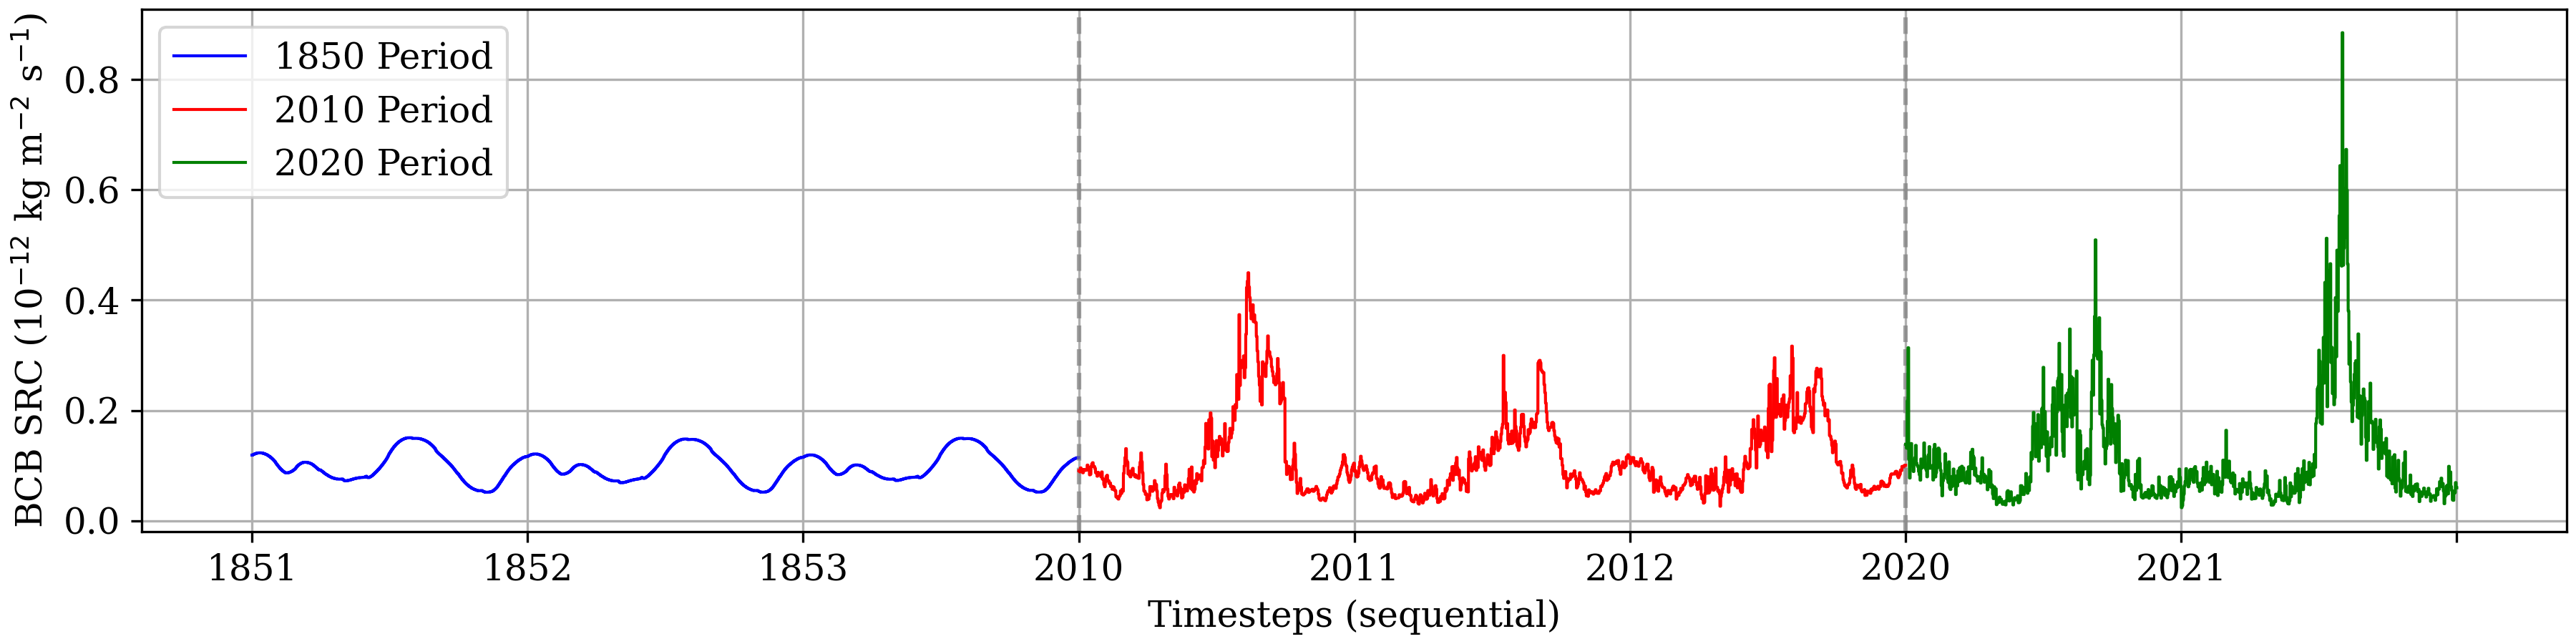 BCB SRC (10⁻¹² kg m⁻² s⁻¹)
0.8
0.6
0.4
0.2
0.0
1850 Period
2010 Period
2020 Period
1851 1852 1853 2010 2011 2012 2020 2021
Timesteps (sequential)